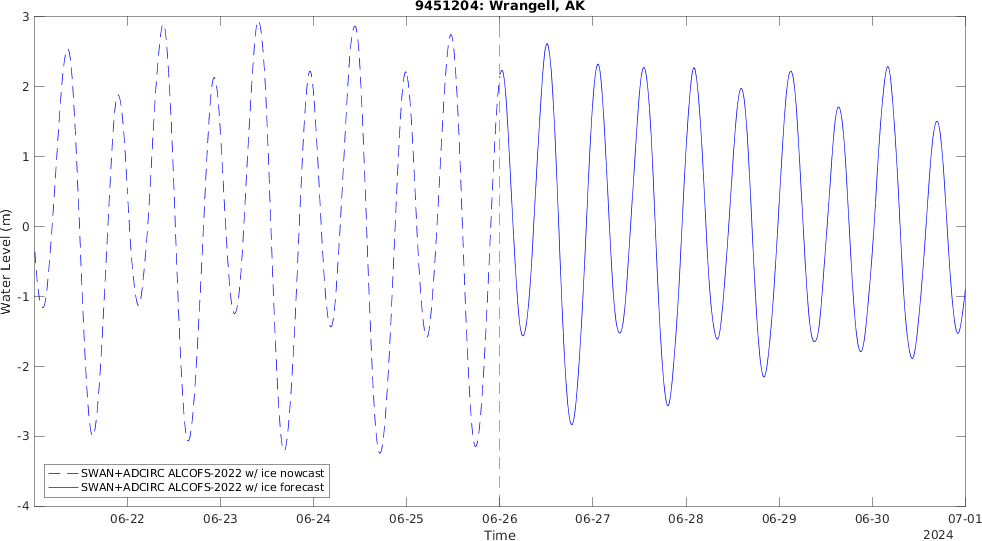 9451204: Wrangell, AK
3
2
1
0
-1
-2
-3
-4
Water Level (m)
SWAN+ADCIRC ALCOFS-2022 w/ ice nowcast
SWAN+ADCIRC ALCOFS-2022 w/ ice forecast
06-22 06-23 06-24 06-25 06-26 06-27 06-28 06-29 06-30 07-01
Time
2024